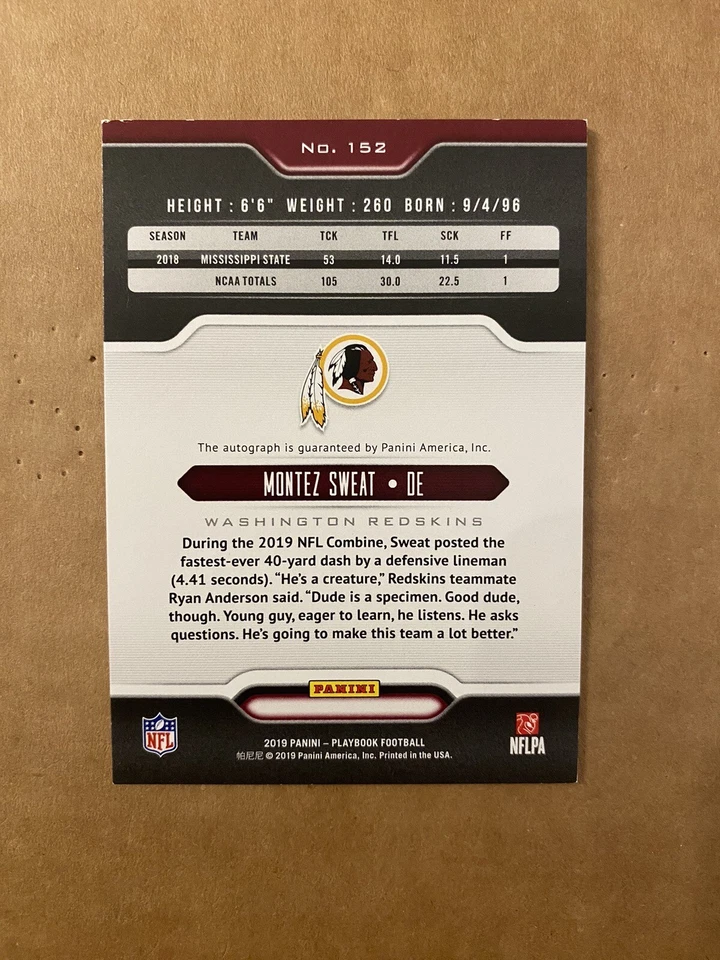 No. 152
HEIGHT : 6'6" WEIGHT : 260 BORN : 9/4/96
SEASON TEAM TCK TFL SCK FF
2018 MISSISSIPPI STATE 53 14.0 11.5 1
NCAA TOTALS 105 30.0 22.5 1
The autograph is guaranteed by Panini America, Inc.
MONTEZ SWEAT • DE
WASHINGTON REDSKINS
During the 2019 NFL Combine, Sweat posted the
fastest-ever 40-yard dash by a defensive lineman
(4.41 seconds). “He’s a creature,” Redskins teammate
Ryan Anderson said. “Dude is a specimen. Good dude,
though. Young guy, eager to learn, he listens. He asks
questions. He’s going to make this team a lot better.”
PANINI
NFL
NFLPA
2019 PANINI – PLAYBOOK FOOTBALL
帕尼尼 © 2019 Panini America, Inc. Printed in the USA.